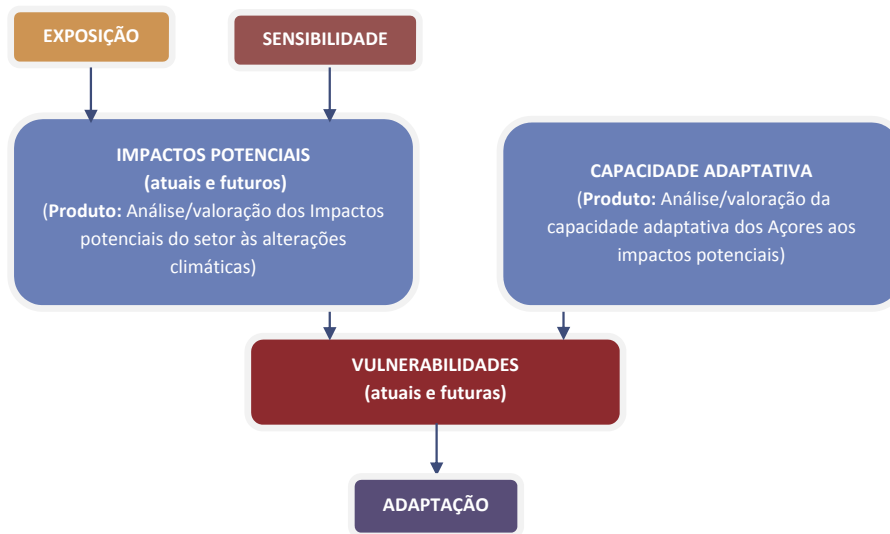 EXPOSIÇÃO
SENSIBILIDADE
IMPACTOS POTENCIAIS
(atuais e futuros)
(Produto: Análise/valoração dos Impactos
potenciais do setor às alterações
climáticas)
CAPACIDADE ADAPTATIVA
(Produto: Análise/valoração da
capacidade adaptativa dos Açores aos
impactos potenciais)
VULNERABILIDADES
(atuais e futuras)
ADAPTAÇÃO